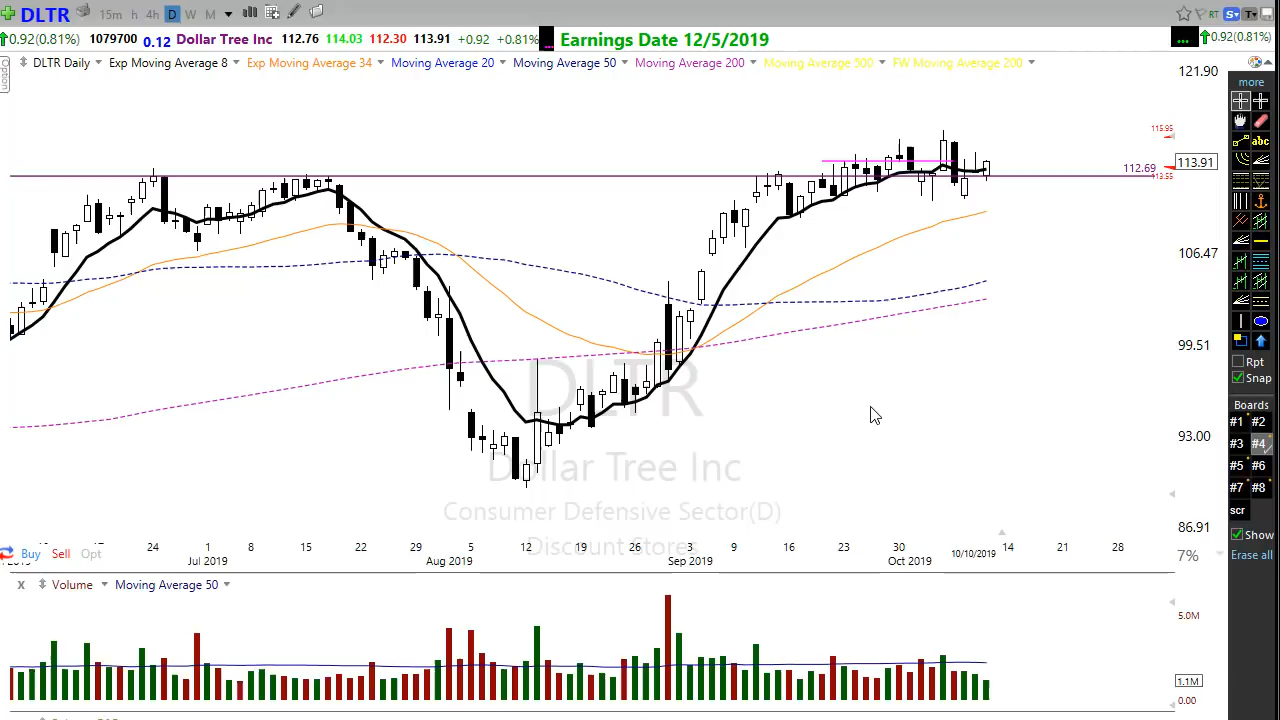 DLTR 15m h 4h D W M RT S T
0.92(0.81%) 1079700 0.12 Dollar Tree Inc 112.76 114.03 112.30 113.91 +0.92 +0.81% ... Earnings Date 12/5/2019 ... 0.92(0.81%)
Option
DLTR Daily Exp Moving Average 8 Exp Moving Average 34 Moving Average 20 Moving Average 50 Moving Average 200 Moving Average 500 FW Moving Average 200
121.90
more
115.95
abc
113.91
112.69
113.55
106.47
99.51
Rpt
Snap
DLTR
Boards
#1 #2
93.00
#3 #4
Dollar Tree Inc
#5 #6
#7 #8
Consumer Defensive Sector(D)
scr
86.91
Show
Discount Stores
24 1 8 15 22 29 5 12 19 26 3 9 16 23 30 10/10/2019 14 21 28
Buy Sell Opt 7% Erase all
Jul 2019 Aug 2019 Sep 2019 Oct 2019
x Volume Moving Average 50
5.0M
1.1M
0.00